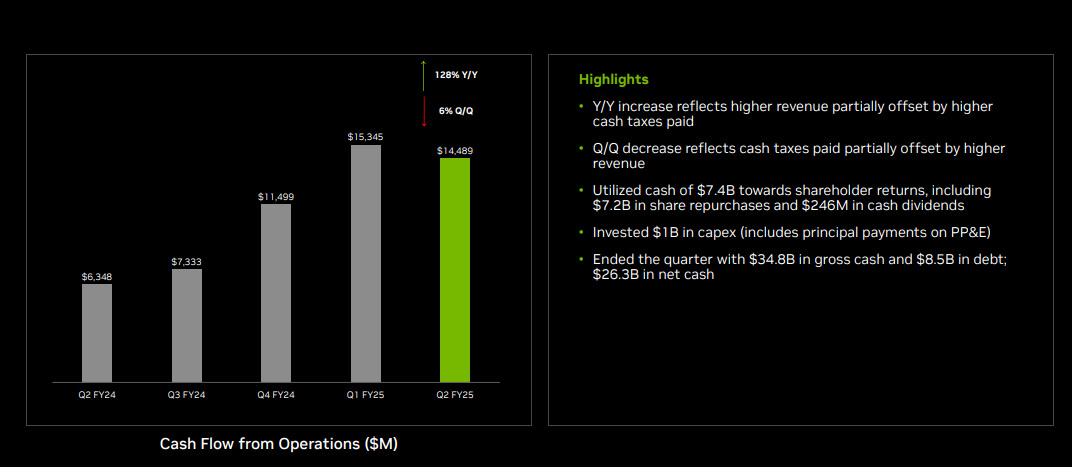 128% Y/Y
6% Q/Q
$15,345
$14,489
$11,499
$7,333
$6,348
Q2 FY24
Q3 FY24
Q4 FY24
Q1 FY25
Q2 FY25
Cash Flow from Operations ($M)
Highlights
• Y/Y increase reflects higher revenue partially offset by higher
cash taxes paid
• Q/Q decrease reflects cash taxes paid partially offset by higher
revenue
• Utilized cash of $7.4B towards shareholder returns, including
$7.2B in share repurchases and $246M in cash dividends
• Invested $1B in capex (includes principal payments on PP&E)
• Ended the quarter with $34.8B in gross cash and $8.5B in debt;
$26.3B in net cash